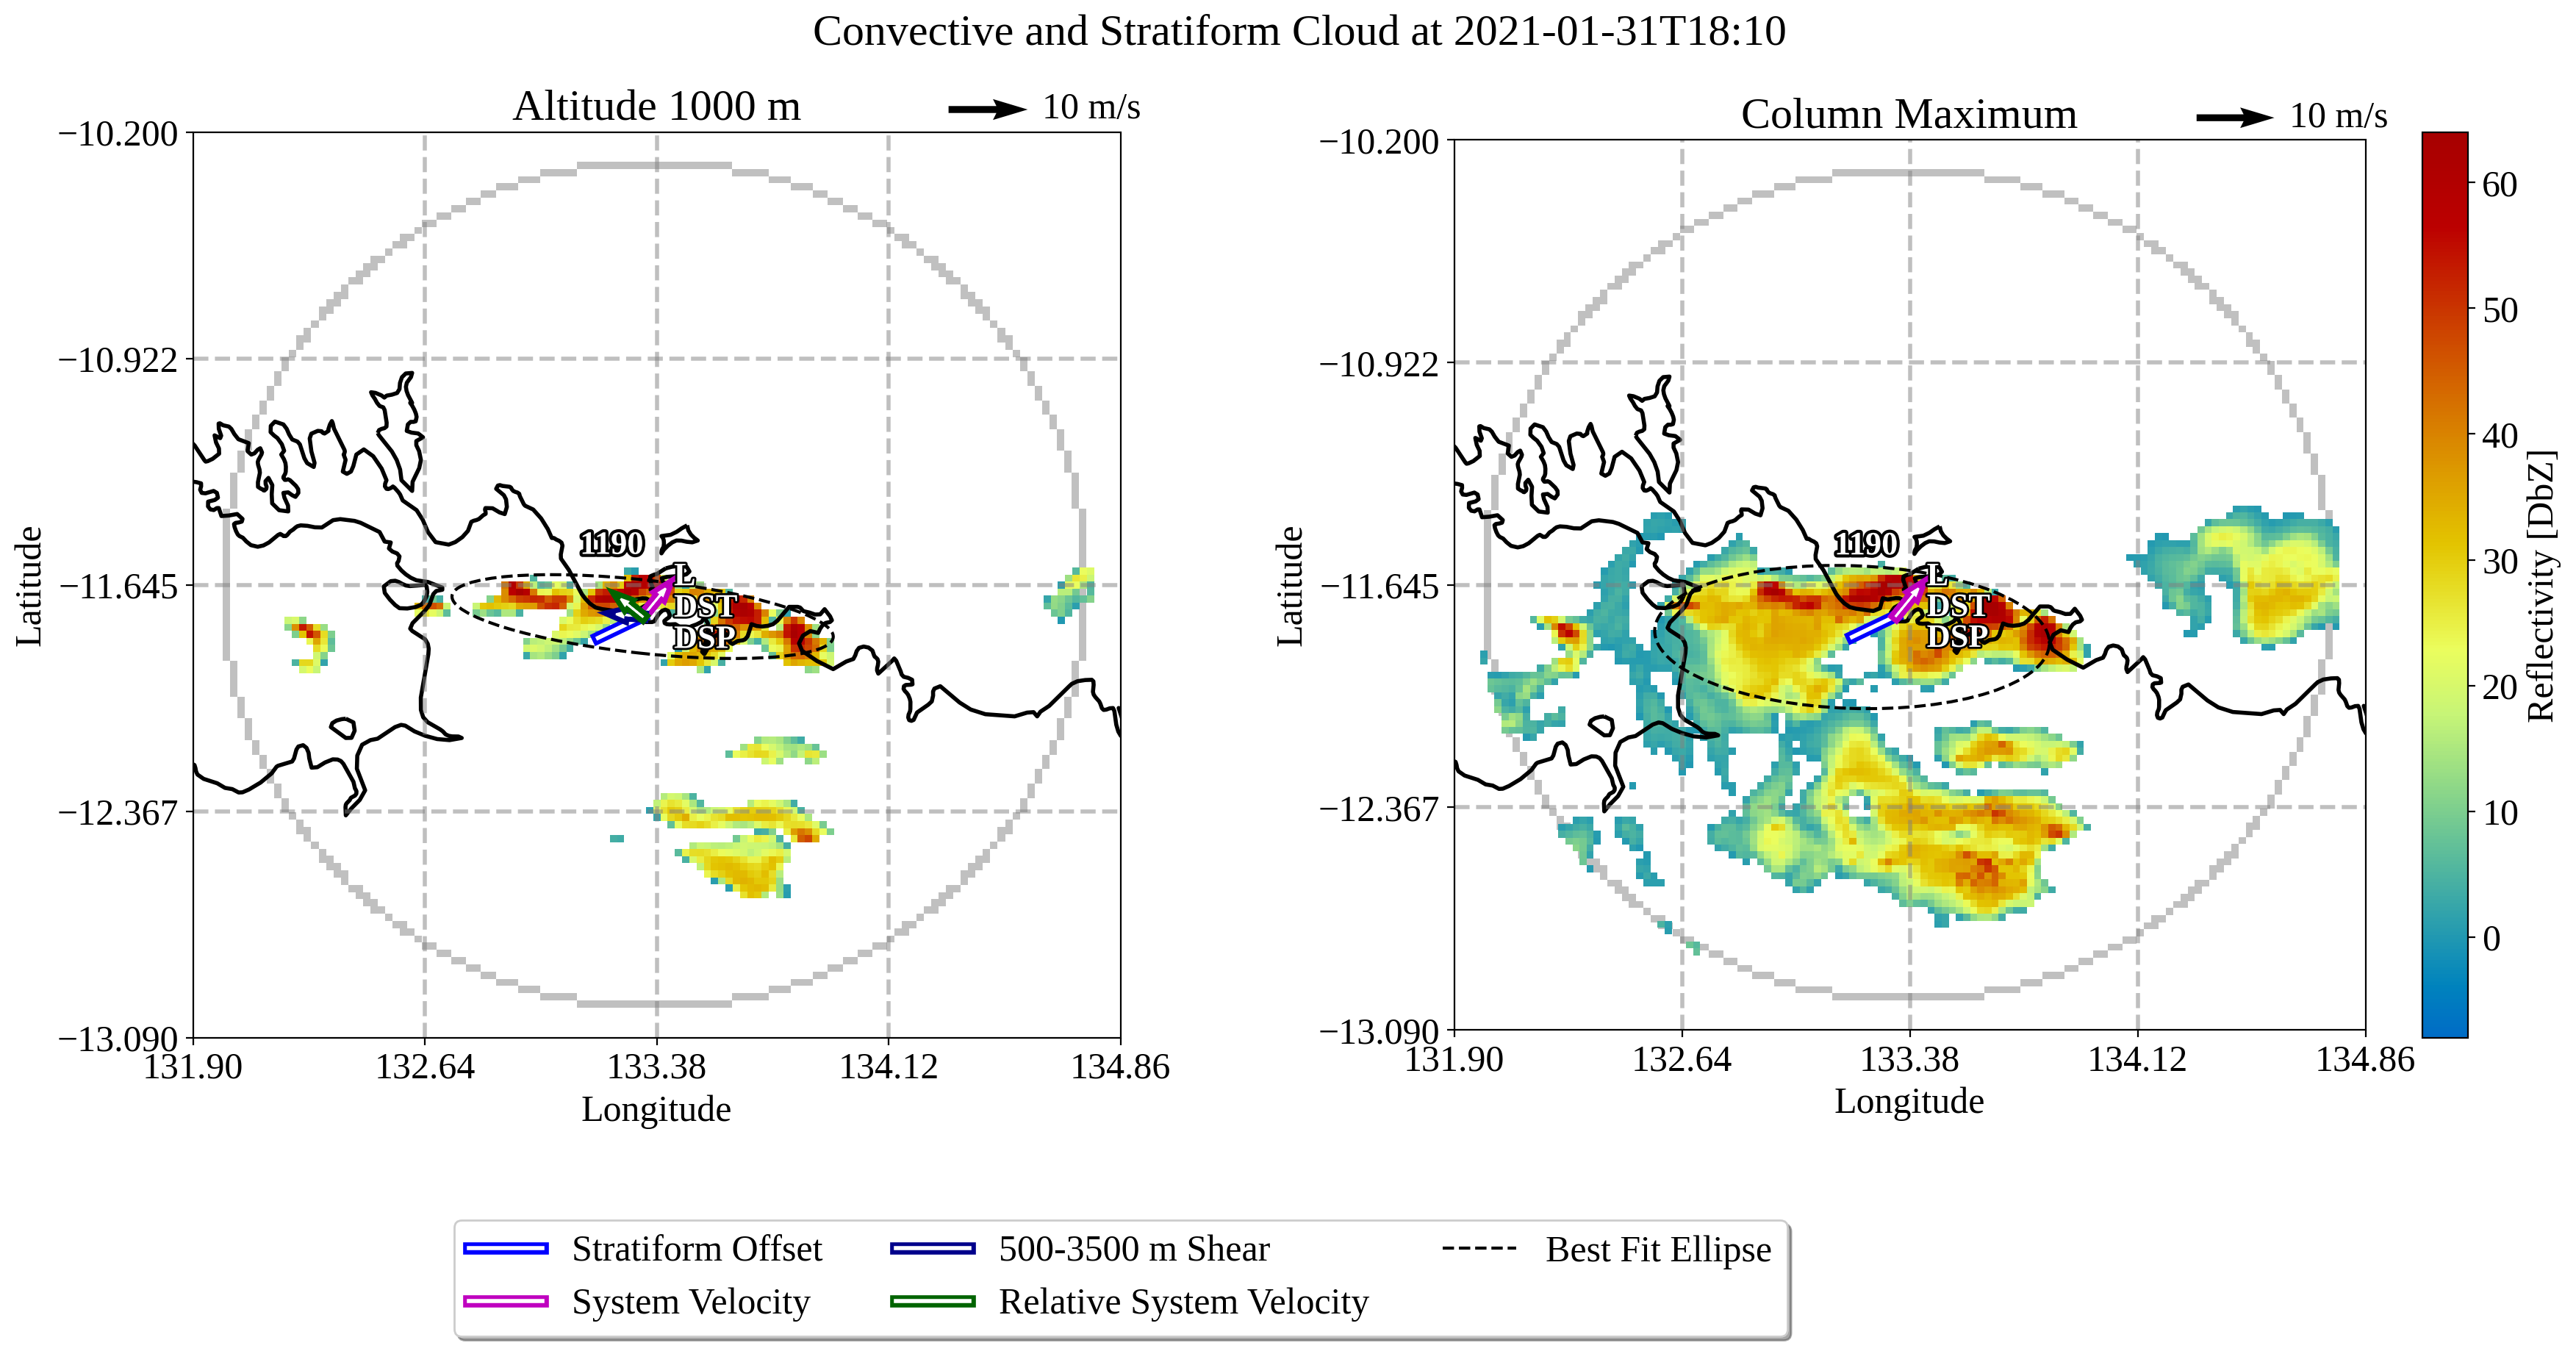 Convective and Stratiform Cloud at 2021-01-31T18:10
Altitude 1000 m
10 m/s
−10.200
−10.922
−11.645
−12.367
−13.090
Latitude
1190
L
DST
DSP
131.90
132.64
133.38
134.12
134.86
Longitude
Column Maximum
10 m/s
−10.200
−10.922
−11.645
−12.367
−13.090
Latitude
1190
L
DST
DSP
131.90
132.64
133.38
134.12
134.86
Longitude
60
50
40
30
20
10
0
Reflectivity [DbZ]
Stratiform Offset
System Velocity
500-3500 m Shear
Relative System Velocity
Best Fit Ellipse